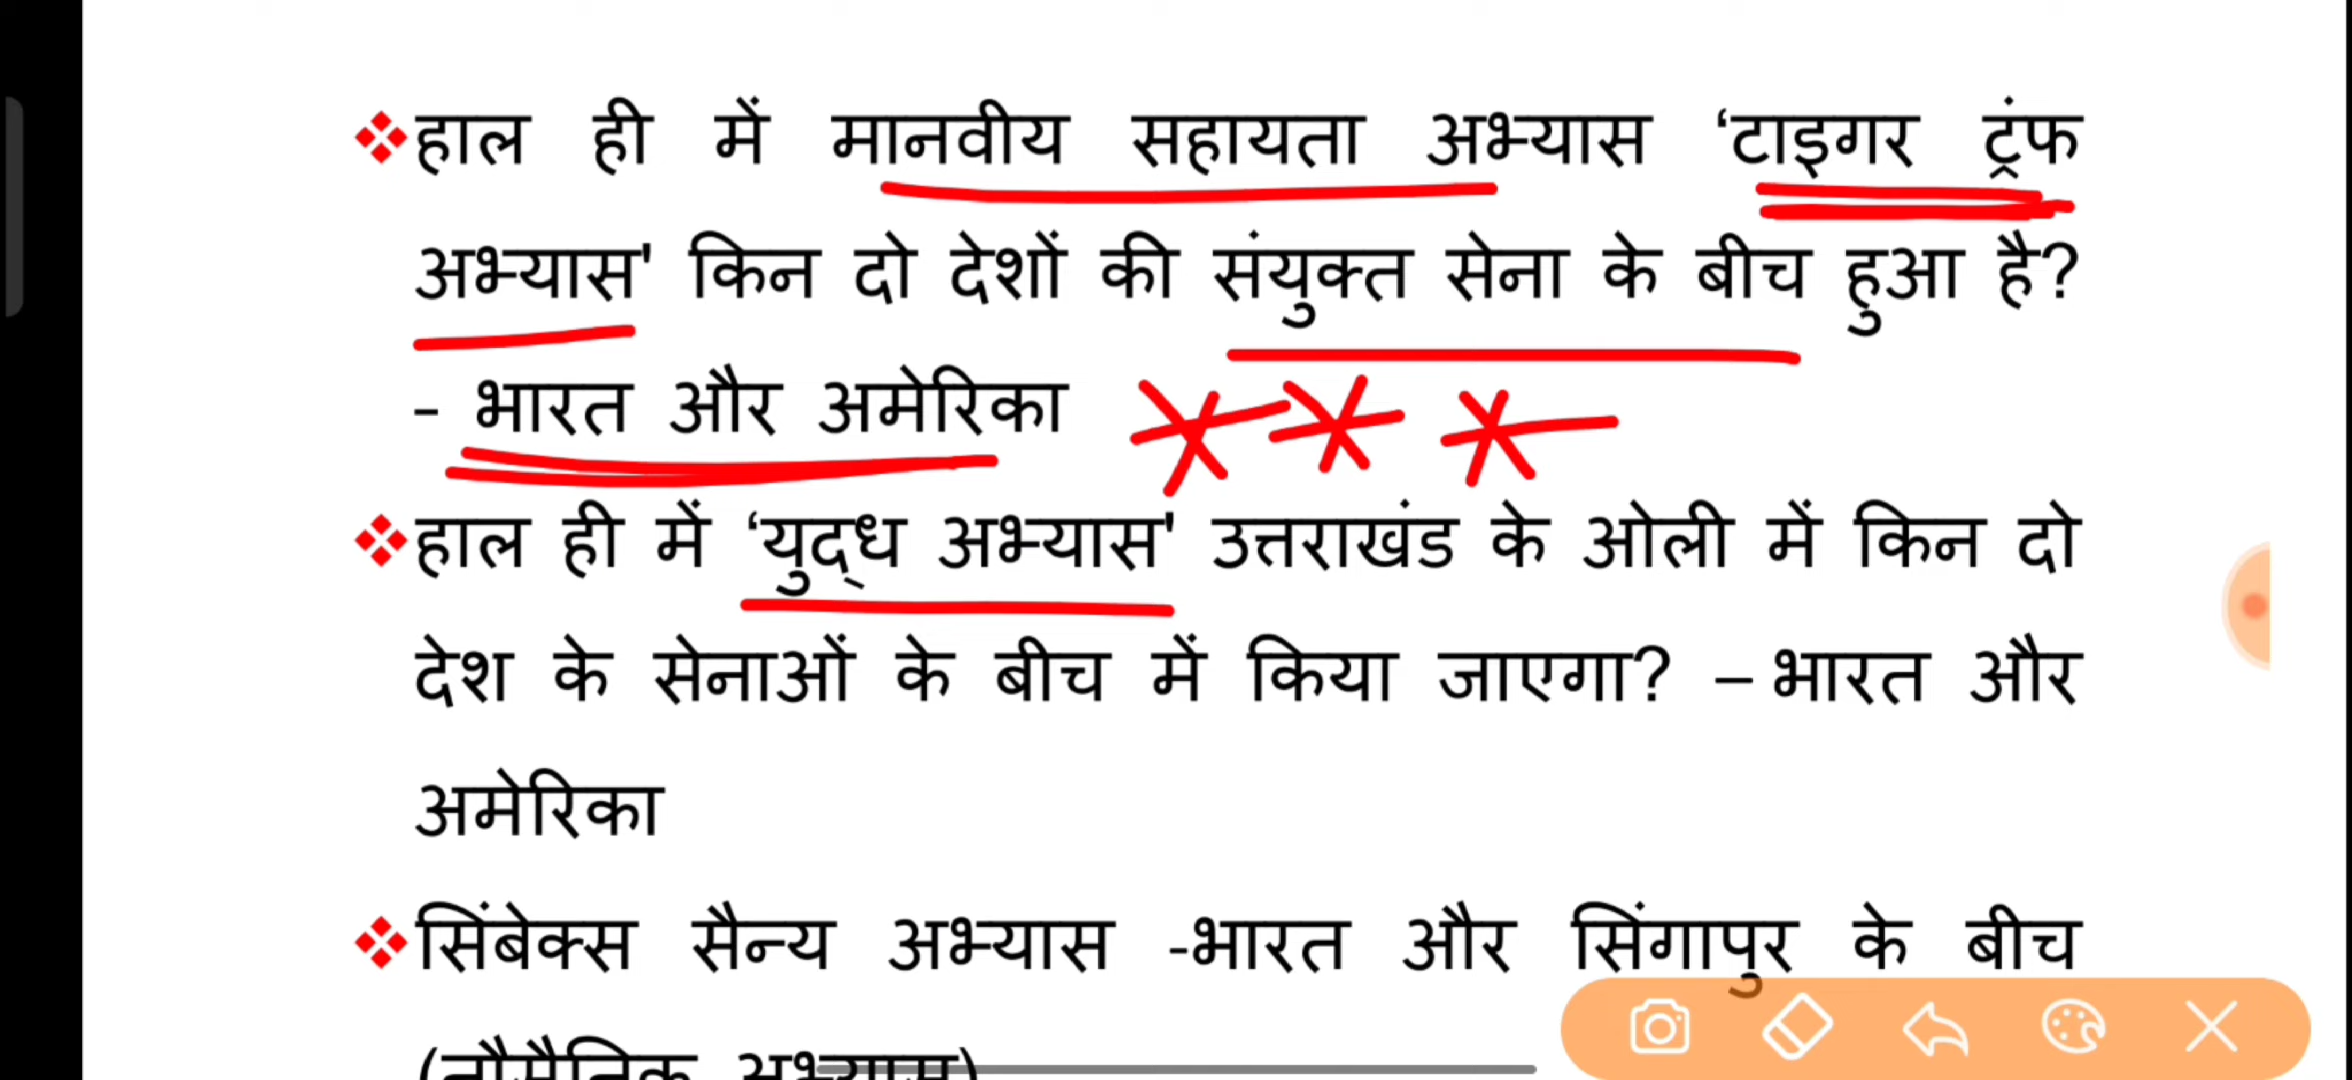 ❖हाल ही में मानवीय सहायता अभ्यास ‘टाइगर ट्रंफ
अभ्यास' किन दो देशों की संयुक्त सेना के बीच हुआ है?
- भारत और अमेरिका
❖हाल ही में ‘युद्ध अभ्यास' उत्तराखंड के ओली में किन दो
देश के सेनाओं के बीच में किया जाएगा? – भारत और
अमेरिका
❖सिंबेक्स सैन्य अभ्यास -भारत और सिंगापुर के बीच
(नौसैनिक अभ्यास)